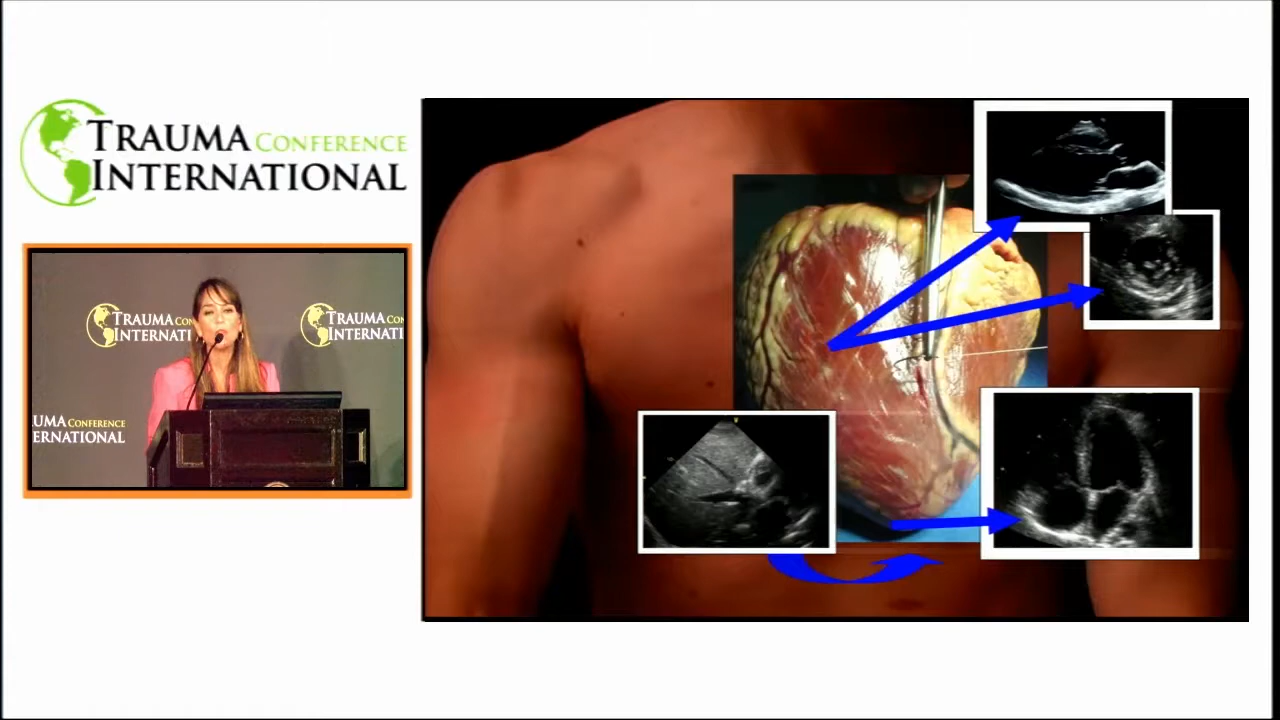 TRAUMA CONFERENCE
INTERNATIONAL
TRAUMA CON
INTERNATI
TRAUMA CON
INTERNATI
UMA CONFERENCE
ERNATIONAL